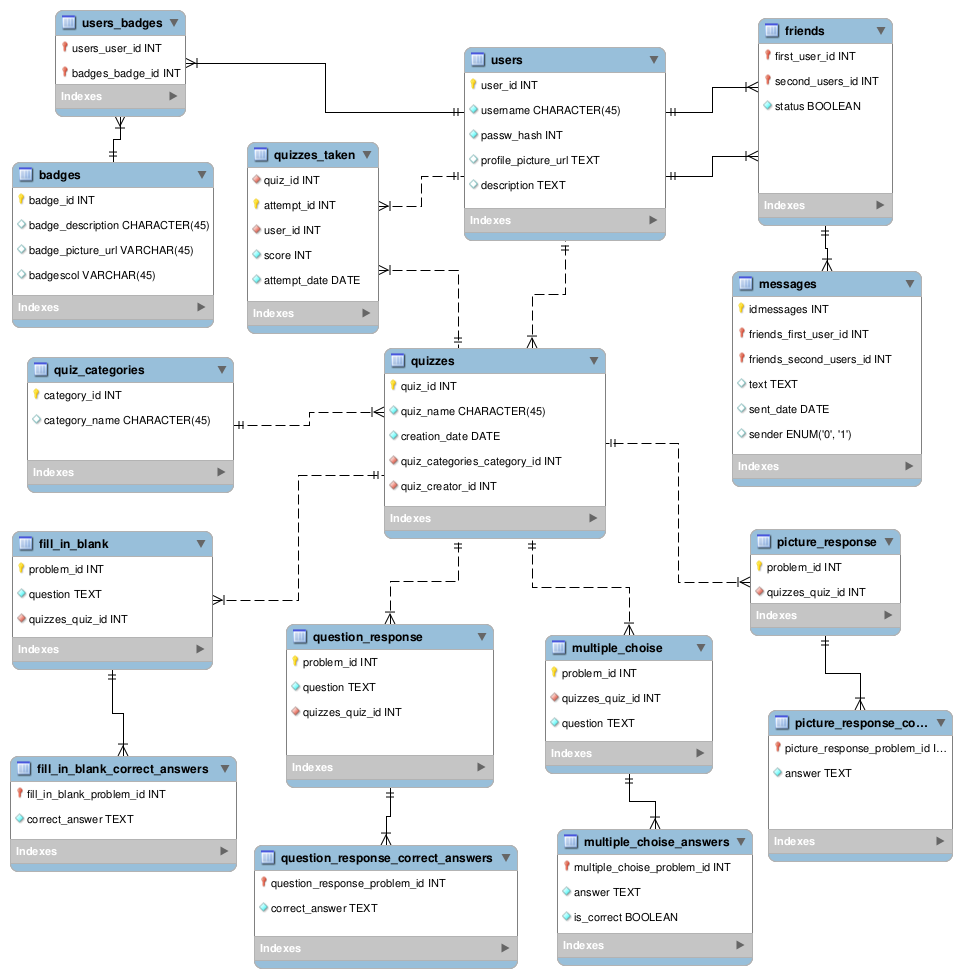 users_badges
users_user_id INT
badges_badge_id INT
Indexes
badges
badge_id INT
badge_description CHARACTER(45)
badge_picture_url VARCHAR(45)
badgescol VARCHAR(45)
Indexes
quizzes_taken
quiz_id INT
attempt_id INT
user_id INT
score INT
attempt_date DATE
Indexes
users
user_id INT
username CHARACTER(45)
passw_hash INT
profile_picture_url TEXT
description TEXT
Indexes
friends
first_user_id INT
second_users_id INT
status BOOLEAN
Indexes
messages
idmessages INT
friends_first_user_id INT
friends_second_users_id INT
text TEXT
sent_date DATE
sender ENUM('0', '1')
Indexes
quiz_categories
category_id INT
category_name CHARACTER(45)
Indexes
quizzes
quiz_id INT
quiz_name CHARACTER(45)
creation_date DATE
quiz_categories_category_id INT
quiz_creator_id INT
Indexes
fill_in_blank
problem_id INT
question TEXT
quizzes_quiz_id INT
Indexes
question_response
problem_id INT
question TEXT
quizzes_quiz_id INT
Indexes
multiple_choise
problem_id INT
quizzes_quiz_id INT
question TEXT
Indexes
picture_response
problem_id INT
quizzes_quiz_id INT
Indexes
fill_in_blank_correct_answers
fill_in_blank_problem_id INT
correct_answer TEXT
Indexes
question_response_correct_answers
question_response_problem_id INT
correct_answer TEXT
Indexes
multiple_choise_answers
multiple_choise_problem_id INT
answer TEXT
is_correct BOOLEAN
Indexes
picture_response_co...
picture_response_problem_id I...
answer TEXT
Indexes